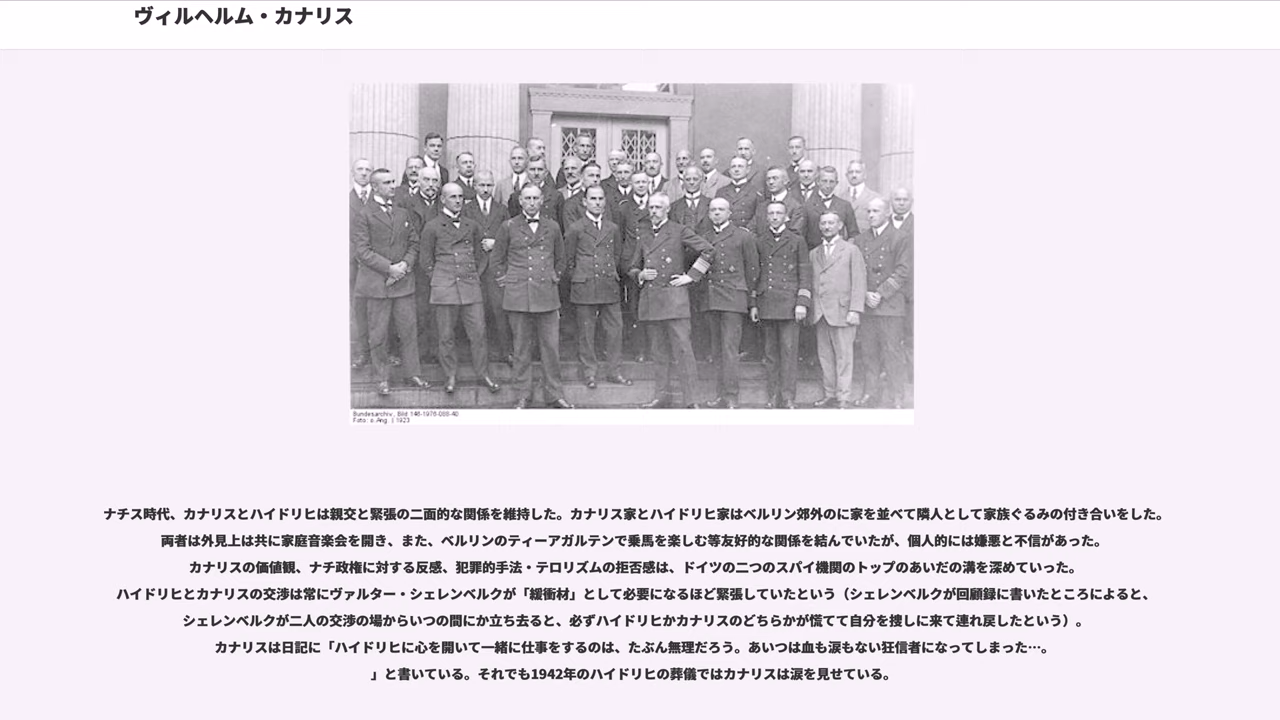 ヴィルヘルム・カナリス
Bundesarchiv, Bild 146-1976-068-40
Foto: o.Ang. | 1923
ナチス時代、カナリスとハイドリヒは親交と緊張の二面的な関係を維持した。カナリス家とハイドリヒ家はベルリン郊外のに家を並べて隣人として家族ぐるみの付き合いをした。
両者は外見上は共に家庭音楽会を開き、また、ベルリンのティーアガルテンで乗馬を楽しむ等友好的な関係を結んでいたが、個人的には嫌悪と不信があった。
カナリスの価値観、ナチ政権に対する反感、犯罪的手法・テロリズムの拒否感は、ドイツの二つのスパイ機関のトップのあいだの溝を深めていった。
ハイドリヒとカナリスの交渉は常にヴァルター・シェレンベルクが「緩衝材」として必要になるほど緊張していたという（シェレンベルクが回顧録に書いたところによると、
シェレンベルクが二人の交渉の場からいつの間にか立ち去ると、必ずハイドリヒかカナリスのどちらかが慌てて自分を捜しに来て連れ戻したという）。
カナリスは日記に「ハイドリヒに心を開いて一緒に仕事をするのは、たぶん無理だろう。あいつは血も涙もない狂信者になってしまった…。
」と書いている。それでも1942年のハイドリヒの葬儀ではカナリスは涙を見せている。